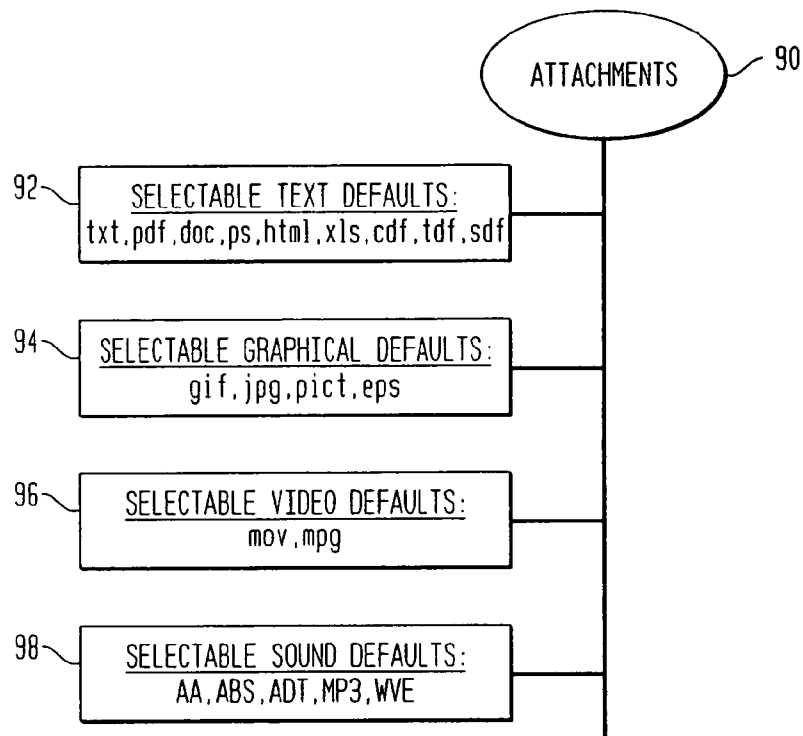 ATTACHMENTS
90
92
SELECTABLE TEXT DEFAULTS:
txt,pdf,doc,ps,html,xls,cdf,tdf,sdf
94
SELECTABLE GRAPHICAL DEFAULTS:
gif,jpg,pict,eps
96
SELECTABLE VIDEO DEFAULTS:
mov,mpg
98
SELECTABLE SOUND DEFAULTS:
AA,ABS,ADT,MP3,WVE